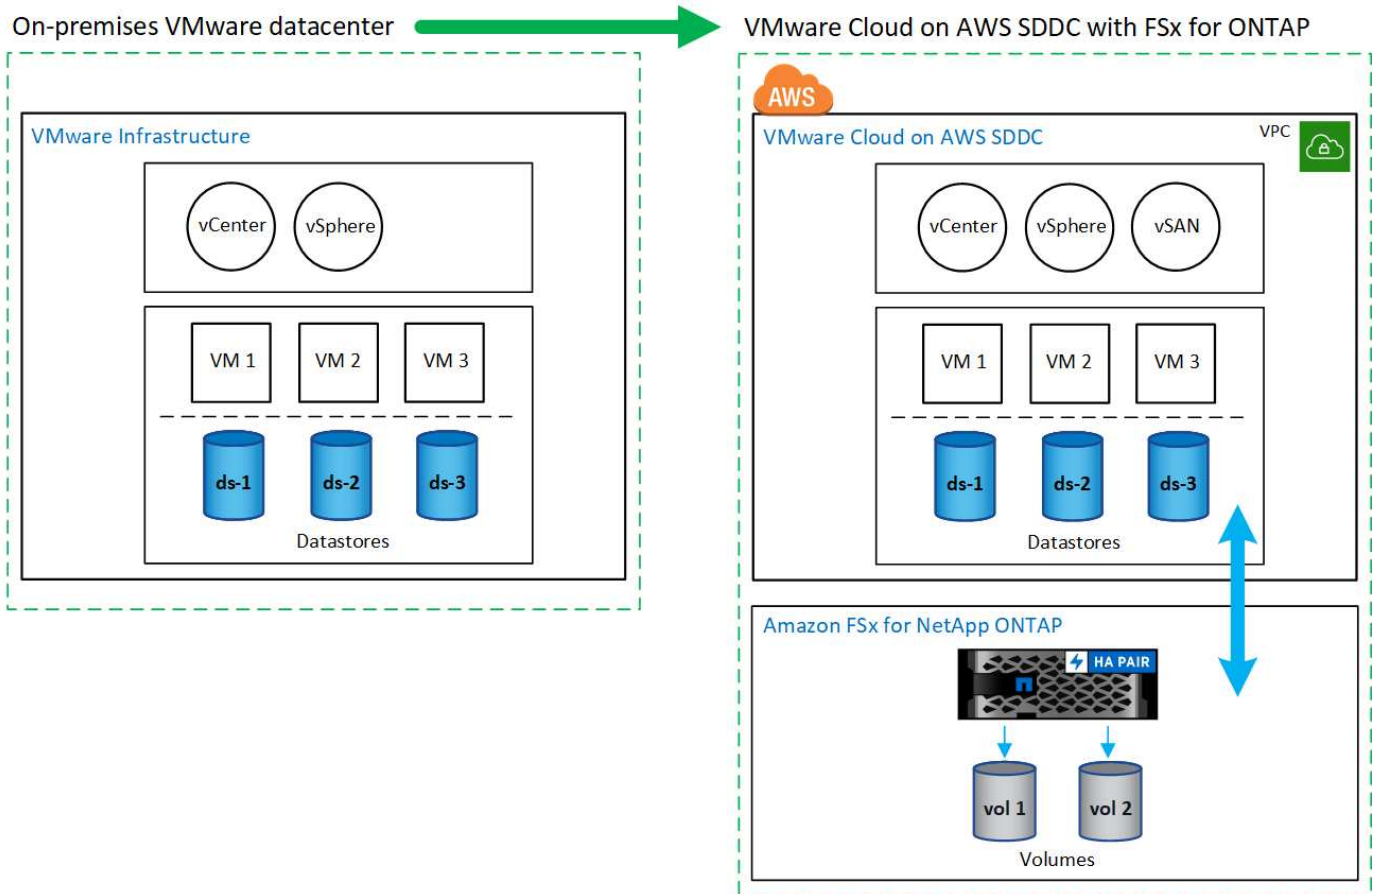 On-premises VMware datacenter
VMware Infrastructure
vCenter
vSphere
VM 1
VM 2
VM 3
ds-1
ds-2
ds-3
Datastores
VMware Cloud on AWS SDDC with FSx for ONTAP
AWS
VMware Cloud on AWS SDDC
VPC
vCenter
vSphere
vSAN
VM 1
VM 2
VM 3
ds-1
ds-2
ds-3
Datastores
Amazon FSx for NetApp ONTAP
HA PAIR
vol 1
vol 2
Volumes